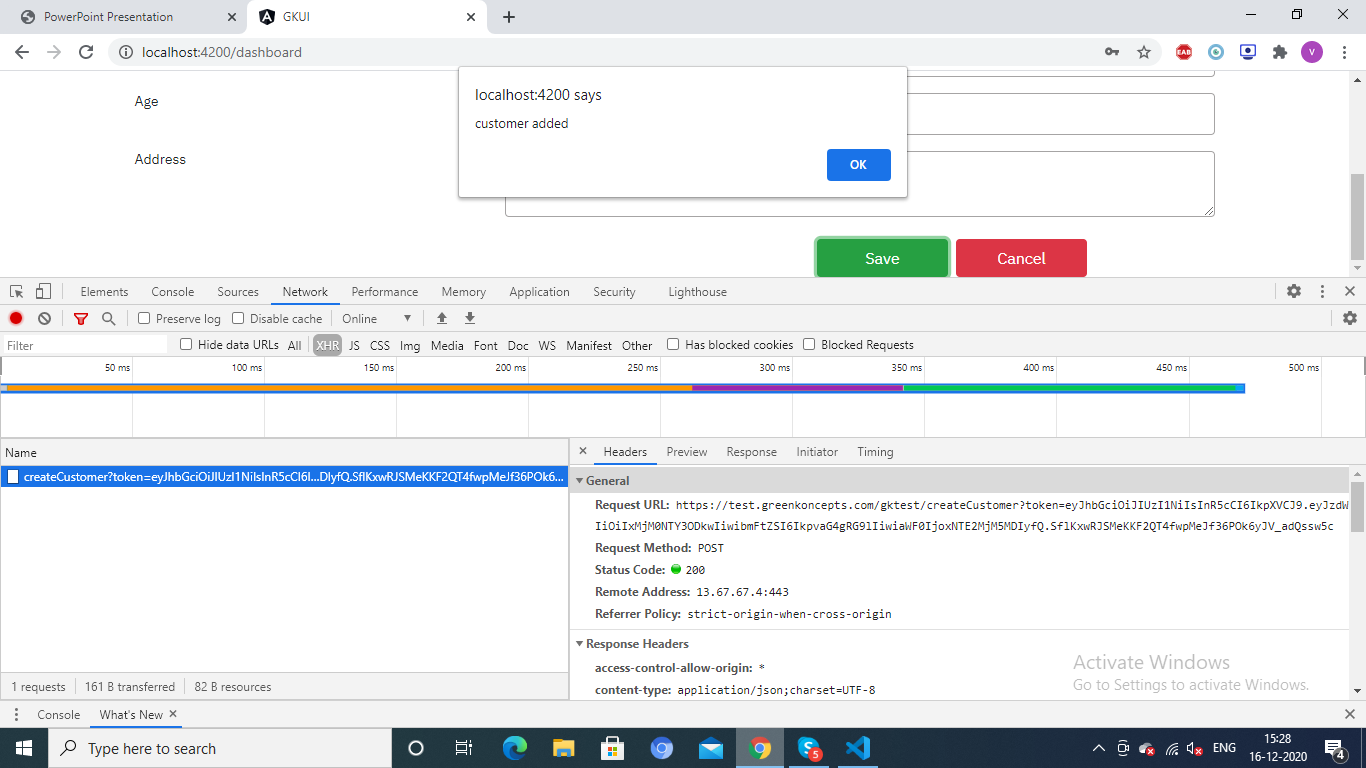 PowerPoint Presentation
GKUI
localhost:4200/dashboard
EAB
V
localhost:4200 says
customer added
OK
Age
Address
Save
Cancel
Elements Console Sources Network Performance Memory Application Security Lighthouse
Preserve log Disable cache Online
Filter
Hide data URLs All XHR JS CSS Img Media Font Doc WS Manifest Other Has blocked cookies Blocked Requests
50 ms 100 ms 150 ms 200 ms 250 ms 300 ms 350 ms 400 ms 450 ms 500 ms
Name
createCustomer?token=eyJhbGciOiJIUzI1NiIsInR5cCI6I...DIyfQ.SflKxwRJSMeKKF2QT4fwpMeJf36POk6...
1 requests 161 B transferred 82 B resources
Headers Preview Response Initiator Timing
General
Request URL: https://test.greenkoncepts.com/gktest/createCustomer?token=eyJhbGciOiJIUzI1NiIsInR5cCI6IkpXVCJ9.eyJzdW
IiOiIxMjM0NTY3ODkwIiwibmFtZSI6IkpvaG4gRG9lIiwiaWF0IjoxNTE2MjM5MDIyfQ.SflKxwRJSMeKKF2QT4fwpMeJf36POk6yJV_adQssw5c
Request Method: POST
Status Code: 200
Remote Address: 13.67.67.4:443
Referrer Policy: strict-origin-when-cross-origin
Response Headers
access-control-allow-origin: *
content-type: application/json;charset=UTF-8
Activate Windows
Go to Settings to activate Windows.
Console What's New
Type here to search
5
ENG
15:28
16-12-2020
4